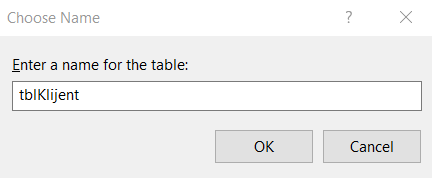 Choose Name
Enter a name for the table:
tblKlijent
OK Cancel